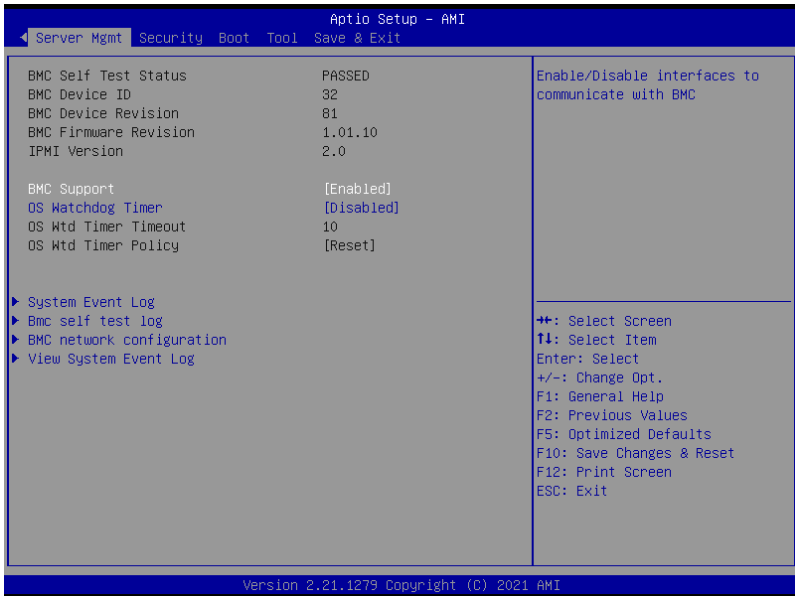 Aptio Setup - AMI
Server Mgmt Security Boot Tool Save & Exit
BMC Self Test Status PASSED
BMC Device ID 32
BMC Device Revision 81
BMC Firmware Revision 1.01.10
IPMI Version 2.0
BMC Support [Enabled]
OS Watchdog Timer [Disabled]
OS Wtd Timer Timeout 10
OS Wtd Timer Policy [Reset]
System Event Log
Bmc self test log
BMC network configuration
View System Event Log
Enable/Disable interfaces to
communicate with BMC
→←: Select Screen
↑↓: Select Item
Enter: Select
+/-: Change Opt.
F1: General Help
F2: Previous Values
F5: Optimized Defaults
F10: Save Changes & Reset
F12: Print Screen
ESC: Exit
Version 2.21.1279 Copyright (C) 2021 AMI